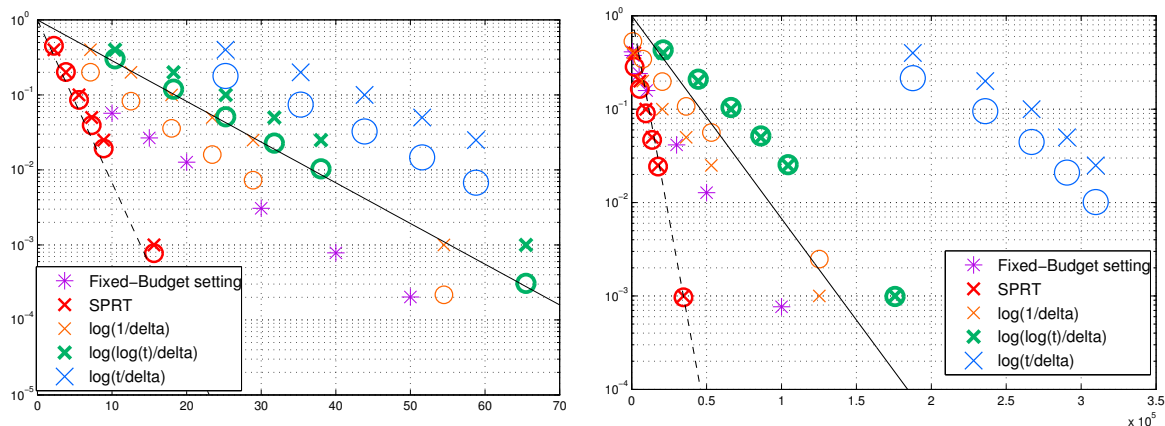 10^0
10^-1
10^-2
10^-3
10^-4
10^-5
0 10 20 30 40 50 60 70
Fixed−Budget setting
SPRT
log(1/delta)
log(log(t)/delta)
log(t/delta)
10^0
10^-1
10^-2
10^-3
10^-4
0 0.5 1 1.5 2 2.5 3 3.5
x 10^5
Fixed−Budget setting
SPRT
log(1/delta)
log(log(t)/delta)
log(t/delta)